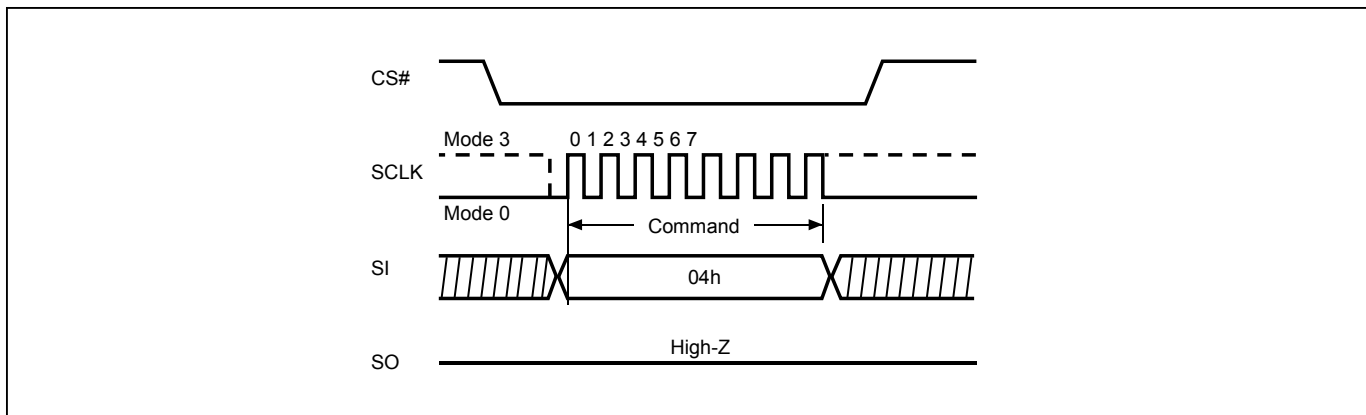 CS#
Mode 3
0 1 2 3 4 5 6 7
SCLK
Mode 0
Command
SI
04h
High-Z
SO